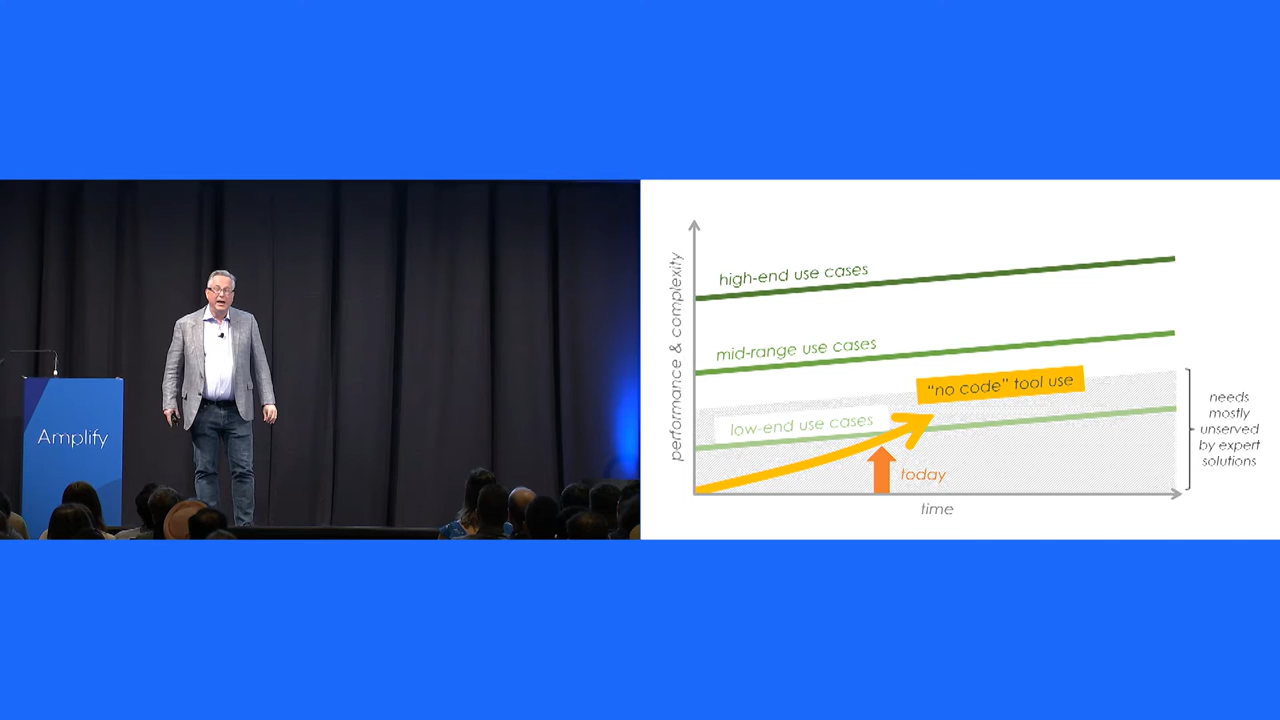 Amplify
performance & complexity
high-end use cases
mid-range use cases
"no code" tool use
low-end use cases
today
time
needs
mostly
unserved
by expert
solutions